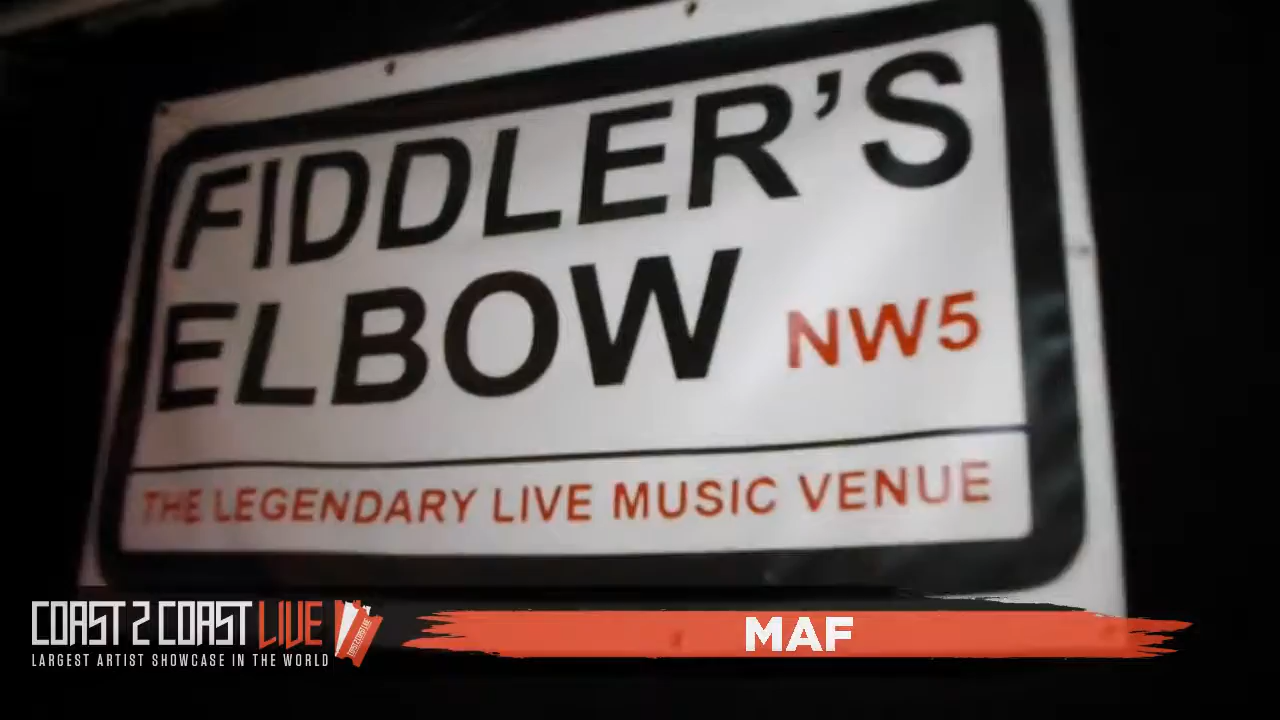 FIDDLER'S
ELBOW NW5
THE LEGENDARY LIVE MUSIC VENUE
COAST 2 COAST LIVE
LARGEST ARTIST SHOWCASE IN THE WORLD
MAF